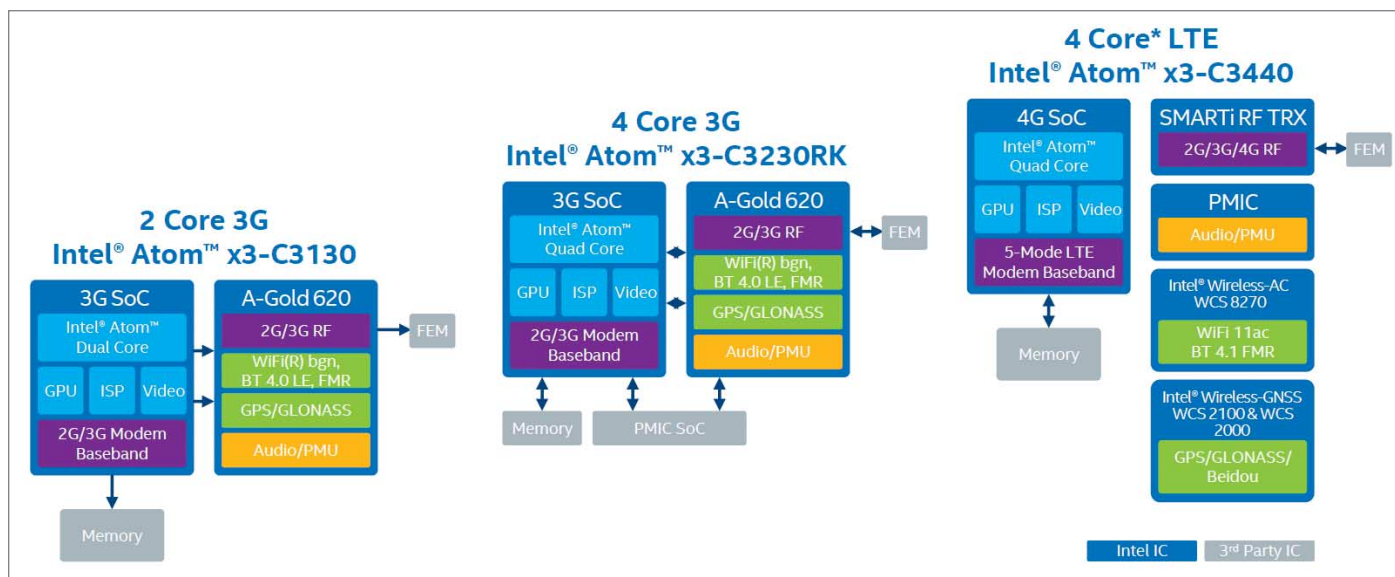 2 Core 3G
Intel® Atom™ x3-C3130
3G SoC
Intel® Atom™
Dual Core
GPU
ISP
Video
2G/3G Modem
Baseband
A-Gold 620
2G/3G RF
WiFi(R) bgn,
BT 4.0 LE, FMR
GPS/GLONASS
Audio/PMU
FEM
Memory
4 Core 3G
Intel® Atom™ x3-C3230RK
3G SoC
Intel® Atom™
Quad Core
GPU
ISP
Video
2G/3G Modem
Baseband
A-Gold 620
2G/3G RF
WiFi(R) bgn,
BT 4.0 LE, FMR
GPS/GLONASS
Audio/PMU
FEM
Memory
PMIC SoC
4 Core* LTE
Intel® Atom™ x3-C3440
4G SoC
Intel® Atom™
Quad Core
GPU
ISP
Video
5-Mode LTE
Modem Baseband
Memory
SMARTi RF TRX
2G/3G/4G RF
FEM
PMIC
Audio/PMU
Intel® Wireless-AC
WCS 8270
WiFi 11ac
BT 4.1 FMR
Intel® Wireless-GNSS
WCS 2100 & WCS
2000
GPS/GLONASS/
Beidou
Intel IC
3rd Party IC